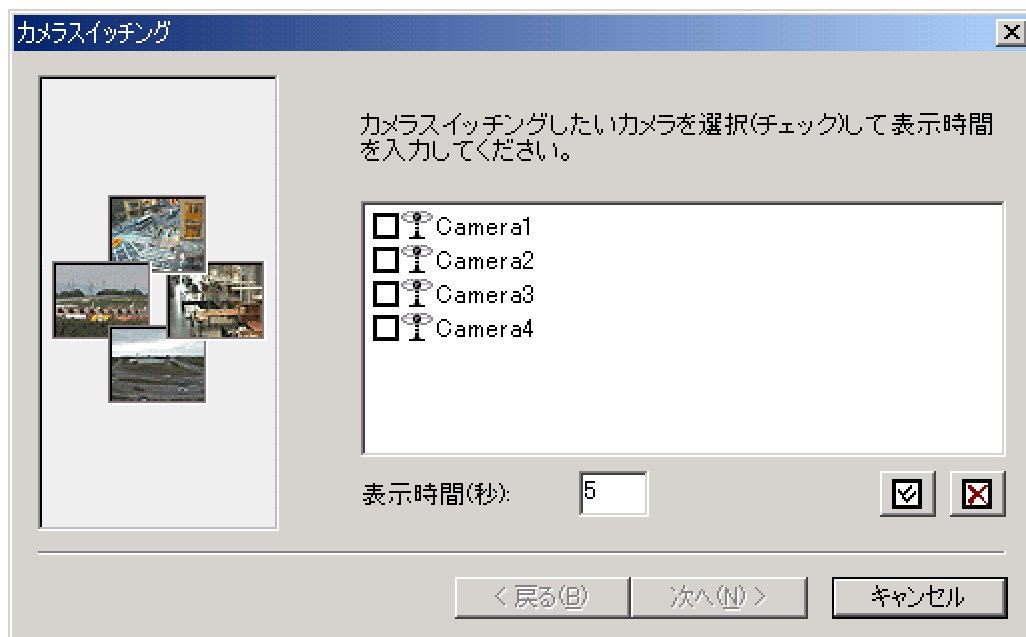 カメラスイッチング
カメラスイッチングしたいカメラを選択(チェック)して表示時間
を入力してください。
Camera1
Camera2
Camera3
Camera4
表示時間(秒):
5
< 戻る(B)
次へ(N) >
キャンセル